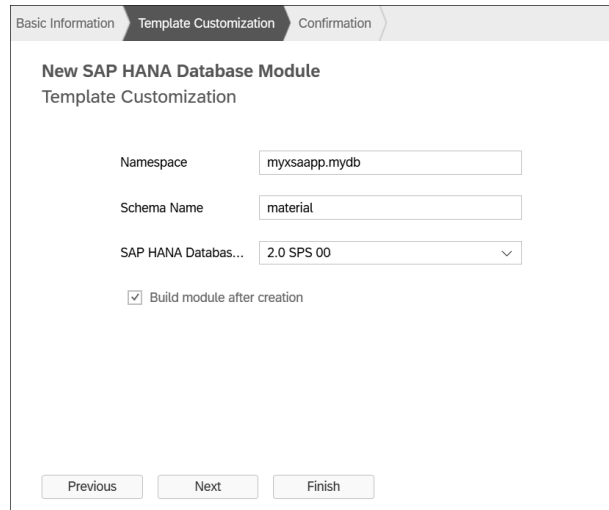 Basic Information Template Customization Confirmation
New SAP HANA Database Module
Template Customization
Namespace myxsaapp.mydb
Schema Name material
SAP HANA Databas... 2.0 SPS 00
Build module after creation
Previous Next Finish